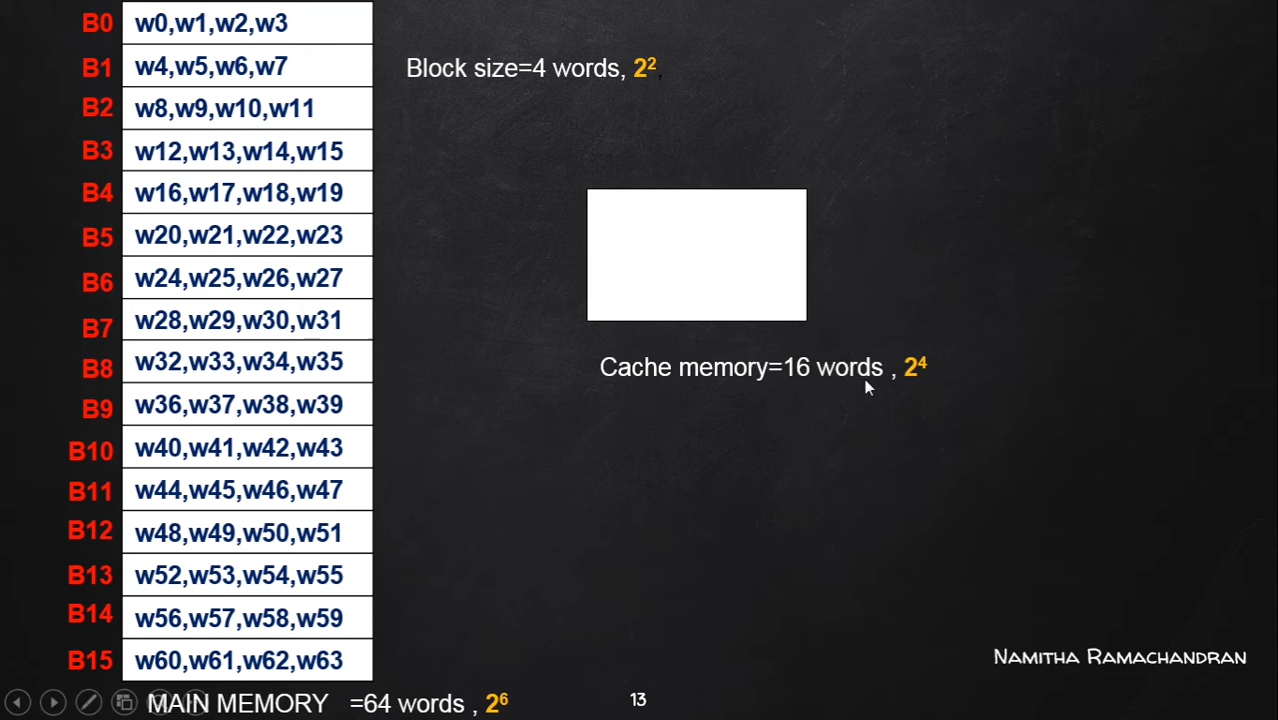 B0 w0,w1,w2,w3
B1 w4,w5,w6,w7
B2 w8,w9,w10,w11
B3 w12,w13,w14,w15
B4 w16,w17,w18,w19
B5 w20,w21,w22,w23
B6 w24,w25,w26,w27
B7 w28,w29,w30,w31
B8 w32,w33,w34,w35
B9 w36,w37,w38,w39
B10 w40,w41,w42,w43
B11 w44,w45,w46,w47
B12 w48,w49,w50,w51
B13 w52,w53,w54,w55
B14 w56,w57,w58,w59
B15 w60,w61,w62,w63
MAIN MEMORY =64 words , 2⁶
Block size=4 words, 2²,
Cache memory=16 words , 2⁴
Namitha Ramachandran
13